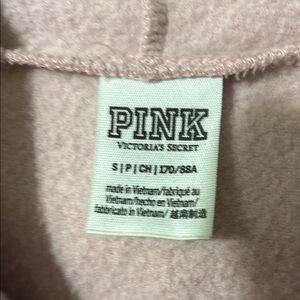 PINK
VICTORIA'S SECRET
S | P | CH | 170/88A
made in Vietnam/fabriqué au
Vietnam/hecho en Vietnam/
fabbricato in Vietnam/ 越南制造